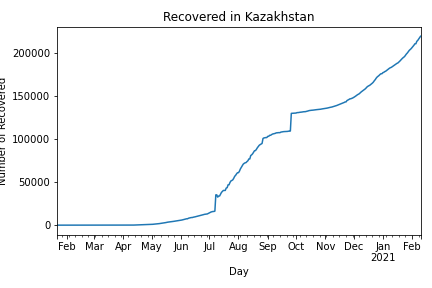 Recovered in Kazakhstan
Number of Recovered
200000
150000
100000
50000
0
Feb Mar Apr May Jun Jul Aug Sep Oct Nov Dec Jan Feb
2021
Day